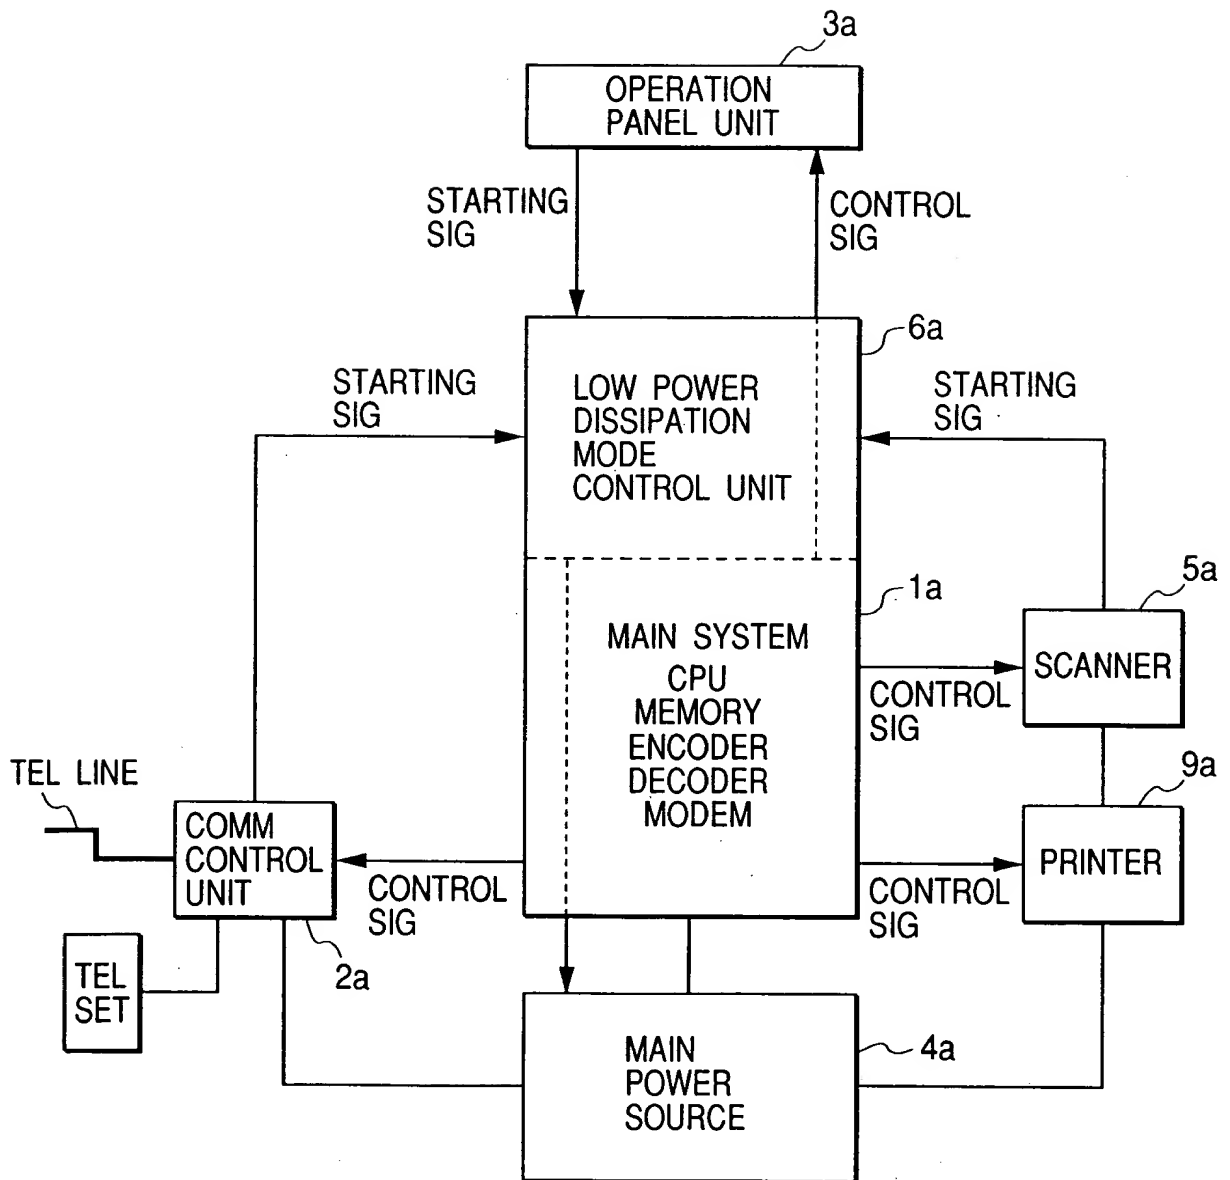 3a
OPERATION
PANEL UNIT
STARTING
SIG
CONTROL
SIG
6a
STARTING
SIG
LOW POWER
DISSIPATION
MODE
CONTROL UNIT
STARTING
SIG
1a
5a
MAIN SYSTEM
CPU
MEMORY
ENCODER
DECODER
MODEM
SCANNER
CONTROL
SIG
TEL LINE
9a
COMM
CONTROL
UNIT
CONTROL
SIG
PRINTER
CONTROL
SIG
2a
TEL
SET
MAIN
POWER
SOURCE
4a